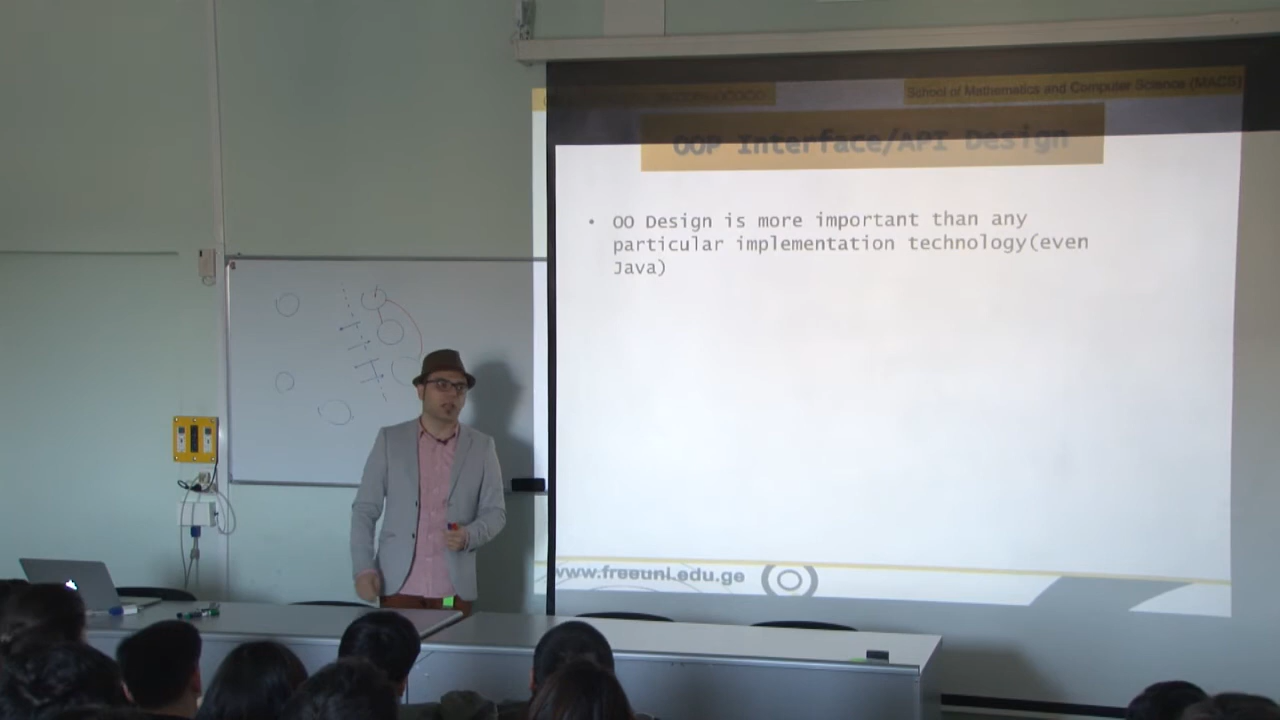 School of Mathematics and Computer Science (MACS)
OOP Interface/API Design
• OO Design is more important than any
particular implementation technology(even
Java)
www.freeuni.edu.ge